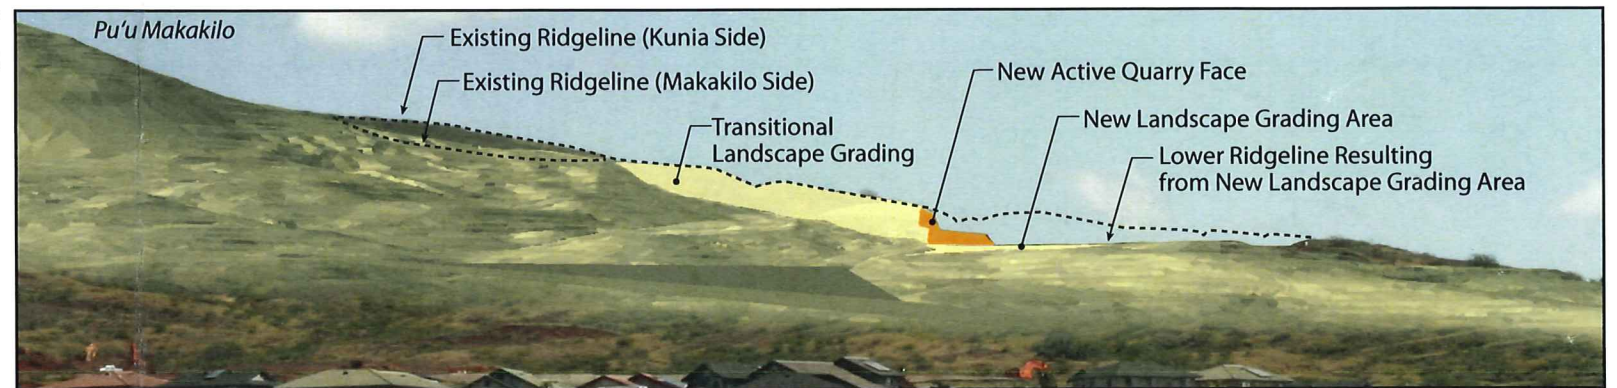 Pu'u Makakilo
Existing Ridgeline (Kunia Side)
Existing Ridgeline (Makakilo Side)
Transitional
Landscape Grading
New Active Quarry Face
New Landscape Grading Area
Lower Ridgeline Resulting
from New Landscape Grading Area